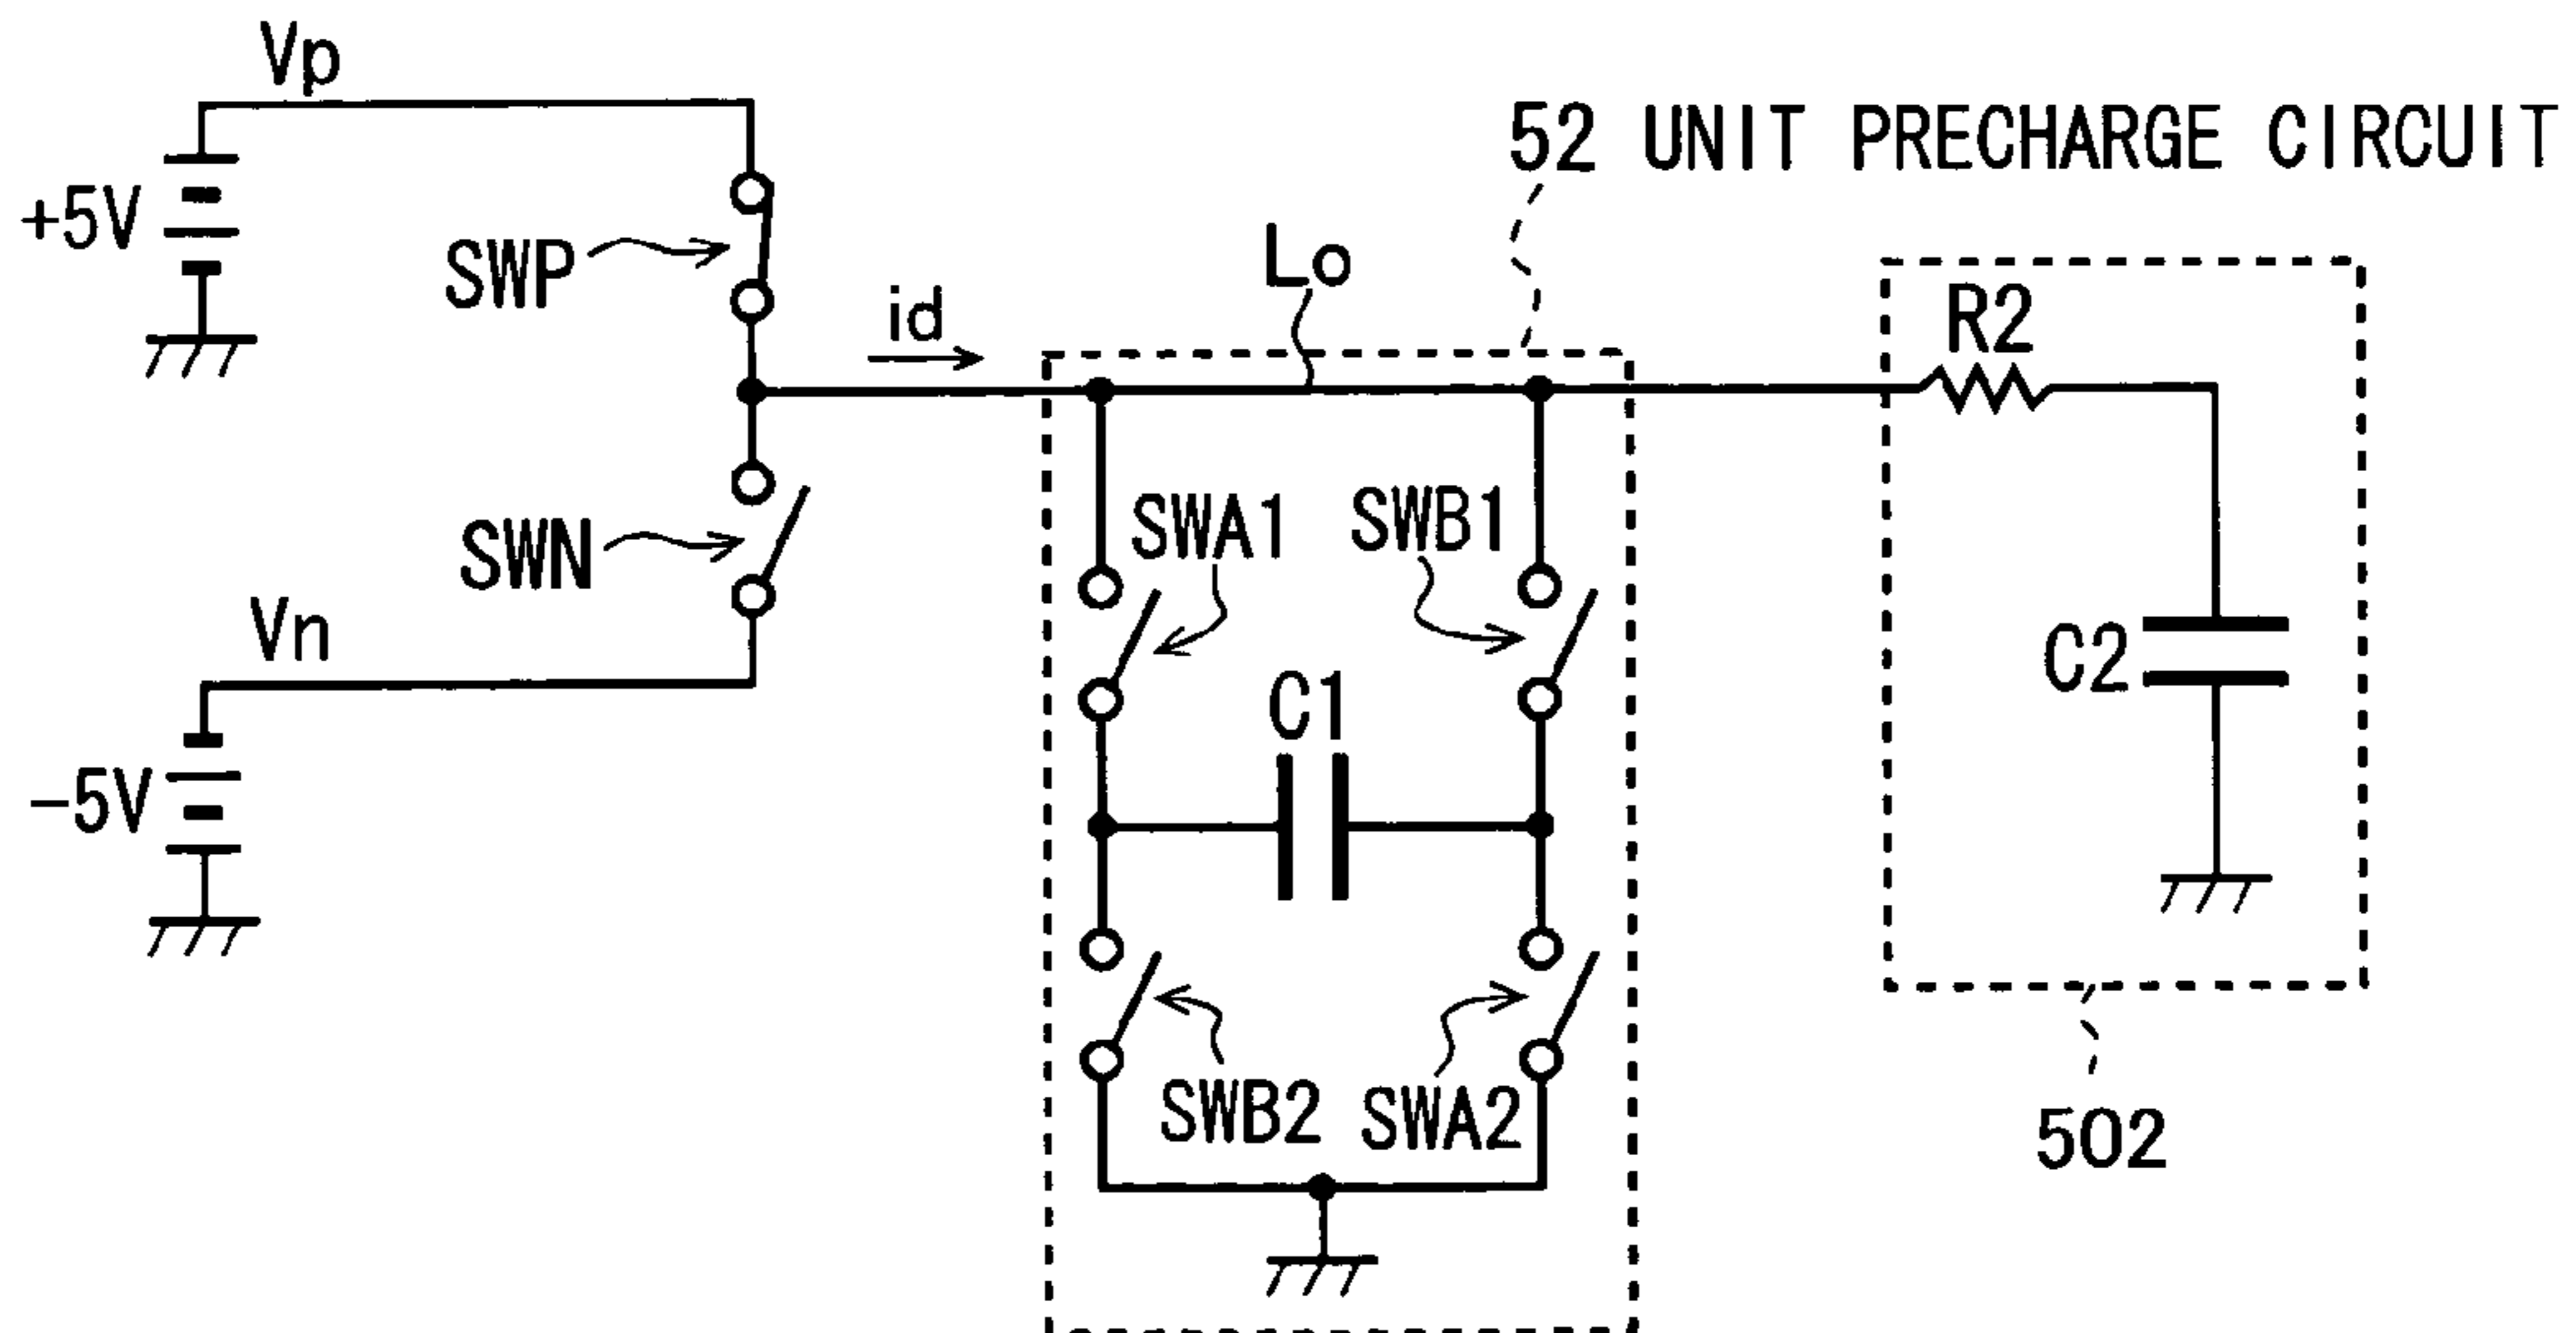 Vp
52 UNIT PRECHARGE CIRCUIT
+5V
SWP
Lo
id
R2
SWN
SWA1
SWB1
Vn
C2
C1
-5V
SWB2
SWA2
502